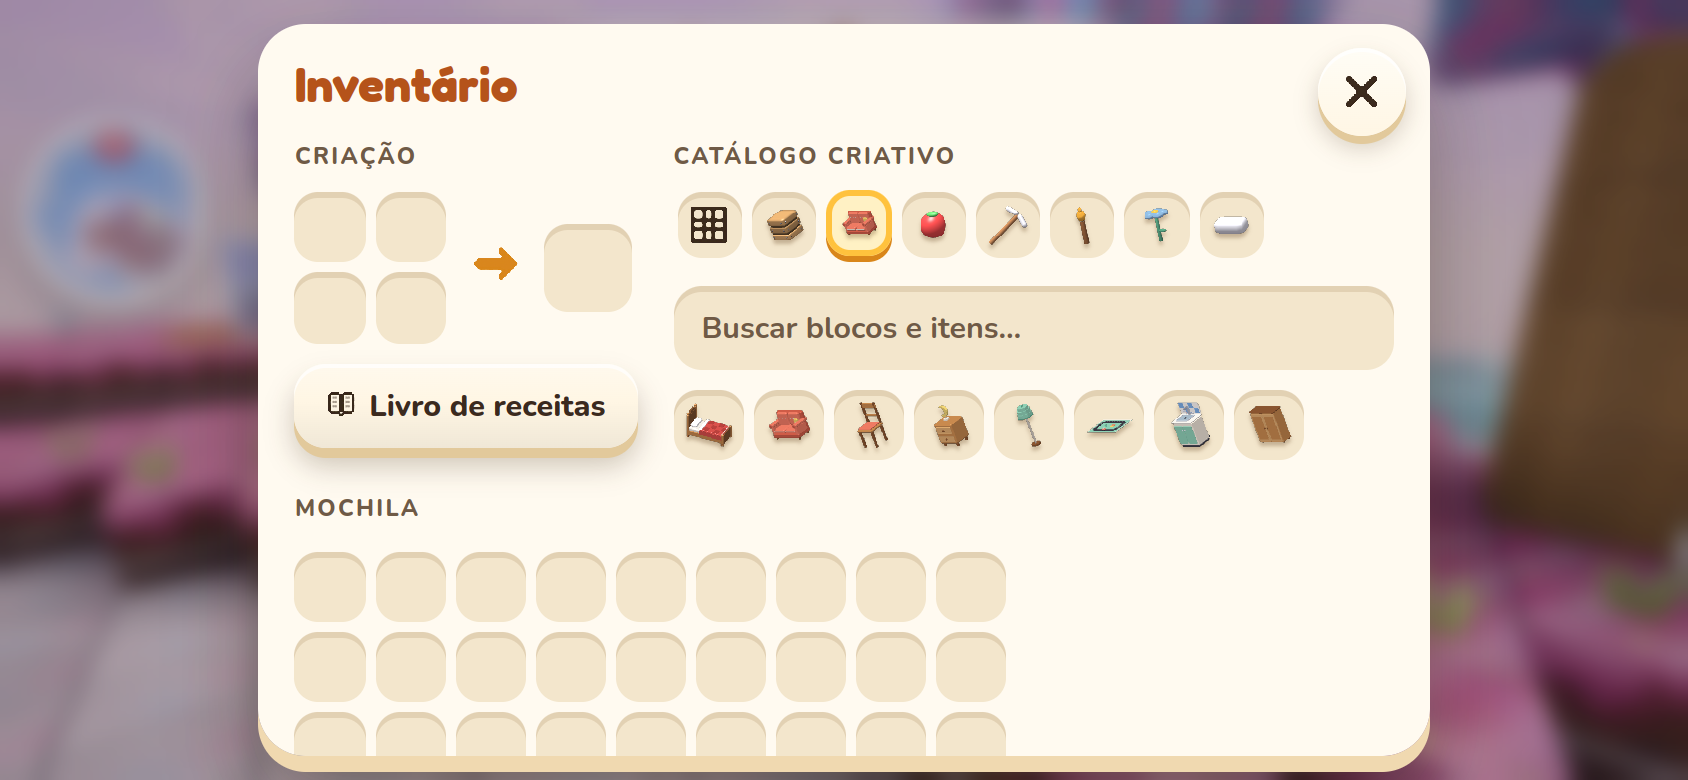 Inventário
CRIAÇÃO
CATÁLOGO CRIATIVO
Buscar blocos e itens...
Livro de receitas
MOCHILA